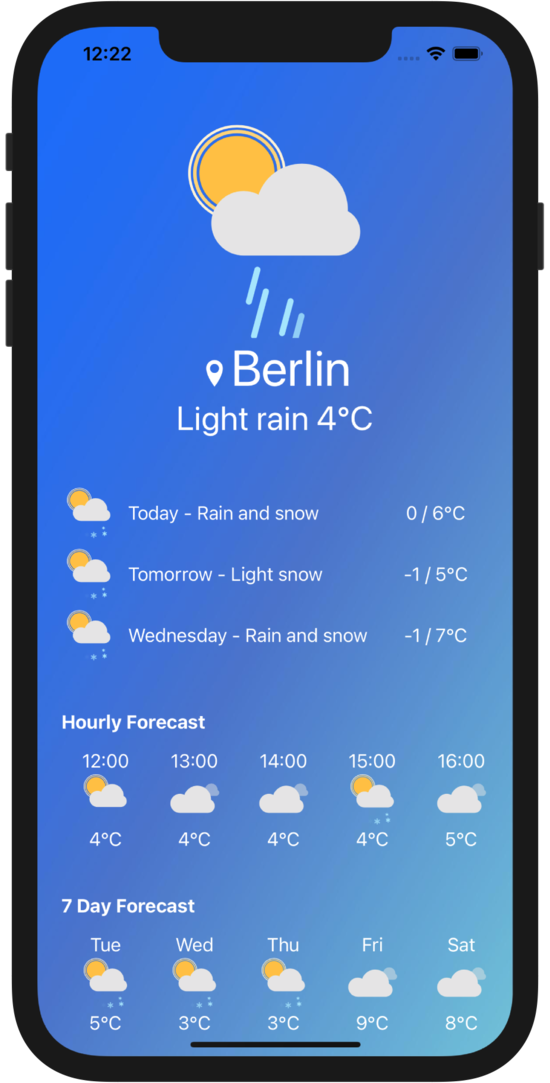 12:22
Berlin
Light rain 4°C
Today - Rain and snow 0 / 6°C
Tomorrow - Light snow -1 / 5°C
Wednesday - Rain and snow -1 / 7°C
Hourly Forecast
12:00 13:00 14:00 15:00 16:00
4°C 4°C 4°C 4°C 5°C
7 Day Forecast
Tue Wed Thu Fri Sat
5°C 3°C 3°C 9°C 8°C